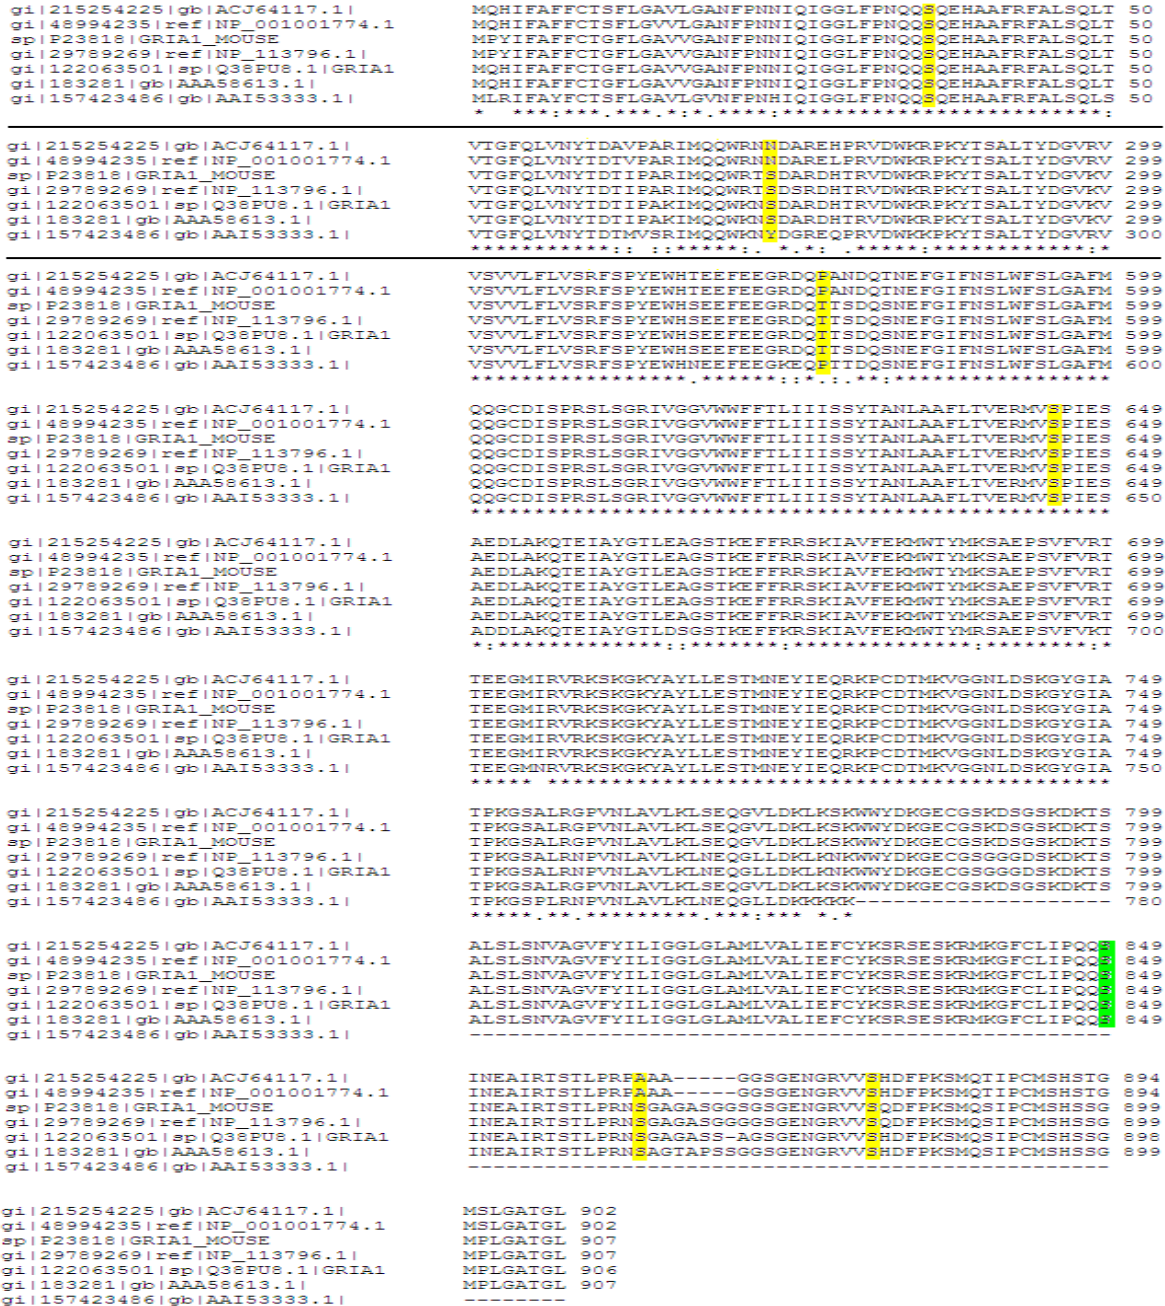 gi|215254225|gb|ACJ64117.1| MQHIFAFFCTSFLGAVLGANFPNNIQIGGLFPNQQSQEHAAFRFALSQLT 50
gi|48994235|ref|NP_001001774.1 MQHIFAFFCTSFLGVVLGANFPNNIQIGGLFPNQQSQEHAAFRFALSQLT 50
sp|P23818|GRIA1_MOUSE MPYIFAFFCTGFLGAVVGANFPNNIQIGGLFPNQQSQEHAAFRFALSQLT 50
gi|29789269|ref|NP_113796.1| MPYIFAFFCTGFLGAVVGANFPNNIQIGGLFPNQQSQEHAAFRFALSQLT 50
gi|122063501|sp|Q38PU8.1|GRIA1 MQHIFAFFCTGFLGAVVGANFPNNIQIGGLFPNQQSQEHAAFRFALSQLT 50
gi|183281|gb|AAA58613.1| MQHIFAFFCTGFLGAVVGANFPNNIQIGGLFPNQQSQEHAAFRFALSQLT 50
gi|157423486|gb|AAI53333.1| MLRIFAYFCTSFLGAVLGVNFPNHIQIGGLFPNQQSQEHAAFRFALSQLS 50
* ***:***.***.*:*.****:*************************:
gi|215254225|gb|ACJ64117.1| VTGFQLVNYTDAVPARIMQQWRNNDAREHPRVDWKRPKYTSALTYDGVRV 299
gi|48994235|ref|NP_001001774.1 VTGFQLVNYTDTVPARIMQQWRNNDARELPRVDWKRPKYTSALTYDGVRV 299
sp|P23818|GRIA1_MOUSE VTGFQLVNYTDTIPARIMQQWRTSDARDHTRVDWKRPKYTSALTYDGVKV 299
gi|29789269|ref|NP_113796.1| VTGFQLVNYTDTIPARIMQQWRTSDSRDHTRVDWKRPKYTSALTYDGVKV 299
gi|122063501|sp|Q38PU8.1|GRIA1 VTGFQLVNYTDTIPAKIMQQWKNSDARDHTRVDWKRPKYTSALTYDGVKV 299
gi|183281|gb|AAA58613.1| VTGFQLVNYTDTIPAKIMQQWKNSDARDHTRVDWKRPKYTSALTYDGVKV 299
gi|157423486|gb|AAI53333.1| VTGFQLVNYTDTMVSRIMQQWKNYDGREQPRVDWKKPKYTSALTYDGVRV 300
***********:: ::*****:. *.*: .*****:************:*
gi|215254225|gb|ACJ64117.1| VSVVLFLVSRFSPYEWHTEEFEEGRDQPANDQTNEFGIFNSLWFSLGAFM 599
gi|48994235|ref|NP_001001774.1 VSVVLFLVSRFSPYEWHTEEFEEGRDQPANDQTNEFGIFNSLWFSLGAFM 599
sp|P23818|GRIA1_MOUSE VSVVLFLVSRFSPYEWHSEEFEEGRDQTTSDQSNEFGIFNSLWFSLGAFM 599
gi|29789269|ref|NP_113796.1| VSVVLFLVSRFSPYEWHSEEFEEGRDQTTSDQSNEFGIFNSLWFSLGAFM 599
gi|122063501|sp|Q38PU8.1|GRIA1 VSVVLFLVSRFSPYEWHSEEFEEGRDQTTSDQSNEFGIFNSLWFSLGAFM 599
gi|183281|gb|AAA58613.1| VSVVLFLVSRFSPYEWHSEEFEEGRDQTTSDQSNEFGIFNSLWFSLGAFM 599
gi|157423486|gb|AAI53333.1| VSVVLFLVSRFSPYEWHNEEFEEGKEQPTTDQTNEFGIFNSLWFSLGAFM 600
*****************.******::*.:.**:*****************
gi|215254225|gb|ACJ64117.1| QQGCDISPRSLSGRIVGGVWWFFTLIIISSYTANLAAFLTVERMVSPIES 649
gi|48994235|ref|NP_001001774.1 QQGCDISPRSLSGRIVGGVWWFFTLIIISSYTANLAAFLTVERMVSPIES 649
sp|P23818|GRIA1_MOUSE QQGCDISPRSLSGRIVGGVWWFFTLIIISSYTANLAAFLTVERMVSPIES 649
gi|29789269|ref|NP_113796.1| QQGCDISPRSLSGRIVGGVWWFFTLIIISSYTANLAAFLTVERMVSPIES 649
gi|122063501|sp|Q38PU8.1|GRIA1 QQGCDISPRSLSGRIVGGVWWFFTLIIISSYTANLAAFLTVERMVSPIES 649
gi|183281|gb|AAA58613.1| QQGCDISPRSLSGRIVGGVWWFFTLIIISSYTANLAAFLTVERMVSPIES 649
gi|157423486|gb|AAI53333.1| QQGCDISPRSLSGRIVGGVWWFFTLIIISSYTANLAAFLTVERMVSPIES 650
**************************************************
gi|215254225|gb|ACJ64117.1| AEDLAKQTEIAYGTLEAGSTKEFFRRSKIAVFEKMWTYMKSAEPSVFVRT 699
gi|48994235|ref|NP_001001774.1 AEDLAKQTEIAYGTLEAGSTKEFFRRSKIAVFEKMWTYMKSAEPSVFVRT 699
sp|P23818|GRIA1_MOUSE AEDLAKQTEIAYGTLEAGSTKEFFRRSKIAVFEKMWTYMKSAEPSVFVRT 699
gi|29789269|ref|NP_113796.1| AEDLAKQTEIAYGTLEAGSTKEFFRRSKIAVFEKMWTYMKSAEPSVFVRT 699
gi|122063501|sp|Q38PU8.1|GRIA1 AEDLAKQTEIAYGTLEAGSTKEFFRRSKIAVFEKMWTYMKSAEPSVFVRT 699
gi|183281|gb|AAA58613.1| AEDLAKQTEIAYGTLEAGSTKEFFRRSKIAVFEKMWTYMKSAEPSVFVRT 699
gi|157423486|gb|AAI53333.1| ADDLAKQTEIAYGTLDSGSTKEFFKRSKIAVFEKMWTYMRSAEPSVFVKT 700
*:*************::*******:**************:********:*
gi|215254225|gb|ACJ64117.1| TEEGMIRVRKSKGKYAYLLESTMNEYIEQRKPCDTMKVGGNLDSKGYGIA 749
gi|48994235|ref|NP_001001774.1 TEEGMIRVRKSKGKYAYLLESTMNEYIEQRKPCDTMKVGGNLDSKGYGIA 749
sp|P23818|GRIA1_MOUSE TEEGMIRVRKSKGKYAYLLESTMNEYIEQRKPCDTMKVGGNLDSKGYGIA 749
gi|29789269|ref|NP_113796.1| TEEGMIRVRKSKGKYAYLLESTMNEYIEQRKPCDTMKVGGNLDSKGYGIA 749
gi|122063501|sp|Q38PU8.1|GRIA1 TEEGMIRVRKSKGKYAYLLESTMNEYIEQRKPCDTMKVGGNLDSKGYGIA 749
gi|183281|gb|AAA58613.1| TEEGMIRVRKSKGKYAYLLESTMNEYIEQRKPCDTMKVGGNLDSKGYGIA 749
gi|157423486|gb|AAI53333.1| TEEGMNRVRKSKGKYAYLLESTMNEYIEQRKPCDTMKVGGNLDSKGYGIA 750
***** ********************************************
gi|215254225|gb|ACJ64117.1| TPKGSALRGPVNLAVLKLSEQGVLDKLKSKWWYDKGECGSKDSGSKDKTS 799
gi|48994235|ref|NP_001001774.1 TPKGSALRGPVNLAVLKLSEQGVLDKLKSKWWYDKGECGSKDSGSKDKTS 799
sp|P23818|GRIA1_MOUSE TPKGSALRGPVNLAVLKLSEQGVLDKLKSKWWYDKGECGSKDSGSKDKTS 799
gi|29789269|ref|NP_113796.1| TPKGSALRNPVNLAVLKLNEQGLLDKLKNKWWYDKGECGSGGGDSKDKTS 799
gi|122063501|sp|Q38PU8.1|GRIA1 TPKGSALRNPVNLAVLKLNEQGLLDKLKNKWWYDKGECGSGGGDSKDKTS 799
gi|183281|gb|AAA58613.1| TPKGSALRGPVNLAVLKLSEQGVLDKLKSKWWYDKGECGSKDSGSKDKTS 799
gi|157423486|gb|AAI53333.1| TPKGSPLRNPVNLAVLKLNEQGLLDKKKKK-------------------- 780
*****.**.*********.***:*** *.*
gi|215254225|gb|ACJ64117.1| ALSLSNVAGVFYILIGGLGLAMLVALIEFCYKSRSESKRMKGFCLIPQQS 849
gi|48994235|ref|NP_001001774.1 ALSLSNVAGVFYILIGGLGLAMLVALIEFCYKSRSESKRMKGFCLIPQQS 849
sp|P23818|GRIA1_MOUSE ALSLSNVAGVFYILIGGLGLAMLVALIEFCYKSRSESKRMKGFCLIPQQS 849
gi|29789269|ref|NP_113796.1| ALSLSNVAGVFYILIGGLGLAMLVALIEFCYKSRSESKRMKGFCLIPQQS 849
gi|122063501|sp|Q38PU8.1|GRIA1 ALSLSNVAGVFYILIGGLGLAMLVALIEFCYKSRSESKRMKGFCLIPQQS 849
gi|183281|gb|AAA58613.1| ALSLSNVAGVFYILIGGLGLAMLVALIEFCYKSRSESKRMKGFCLIPQQS 849
gi|157423486|gb|AAI53333.1| --------------------------------------------------
gi|215254225|gb|ACJ64117.1| INEAIRTSTLPRPAAA-----GGSGENGRVVSHDFPKSMQTIPCMSHSTG 894
gi|48994235|ref|NP_001001774.1 INEAIRTSTLPRPAAA-----GGSGENGRVVSHDFPKSMQTIPCMSHSTG 894
sp|P23818|GRIA1_MOUSE INEAIRTSTLPRNSGAGASGGSGSGENGRVVSQDFPKSMQSIPCMSHSSG 899
gi|29789269|ref|NP_113796.1| INEAIRTSTLPRNSGAGASGGGGSGENGRVVSQDFPKSMQSIPCMSHSSG 899
gi|122063501|sp|Q38PU8.1|GRIA1 INEAIRTSTLPRNSGAGASS-AGSGENGRVVSHDFPKSMQSIPCMSHSSG 898
gi|183281|gb|AAA58613.1| INEAIRTSTLPRNSAGTAPSSGGSGENGRVVSHDFPKSMQSIPCMSHSSG 899
gi|157423486|gb|AAI53333.1| --------------------------------------------------
gi|215254225|gb|ACJ64117.1| MSLGATGL 902
gi|48994235|ref|NP_001001774.1 MSLGATGL 902
sp|P23818|GRIA1_MOUSE MPLGATGL 907
gi|29789269|ref|NP_113796.1| MPLGATGL 907
gi|122063501|sp|Q38PU8.1|GRIA1 MPLGATGL 906
gi|183281|gb|AAA58613.1| MPLGATGL 907
gi|157423486|gb|AAI53333.1| --------